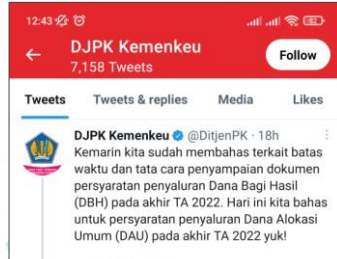 12:43
DJPK Kemenkeu
7,158 Tweets
Follow
Tweets Tweets & replies Media Likes
DJPK Kemenkeu @DitjenPK · 18h
Kemarin kita sudah membahas terkait batas
waktu dan tata cara penyampaian dokumen
persyaratan penyaluran Dana Bagi Hasil
(DBH) pada akhir TA 2022. Hari ini kita bahas
untuk persyaratan penyaluran Dana Alokasi
Umum (DAU) pada akhir TA 2022 yuk!